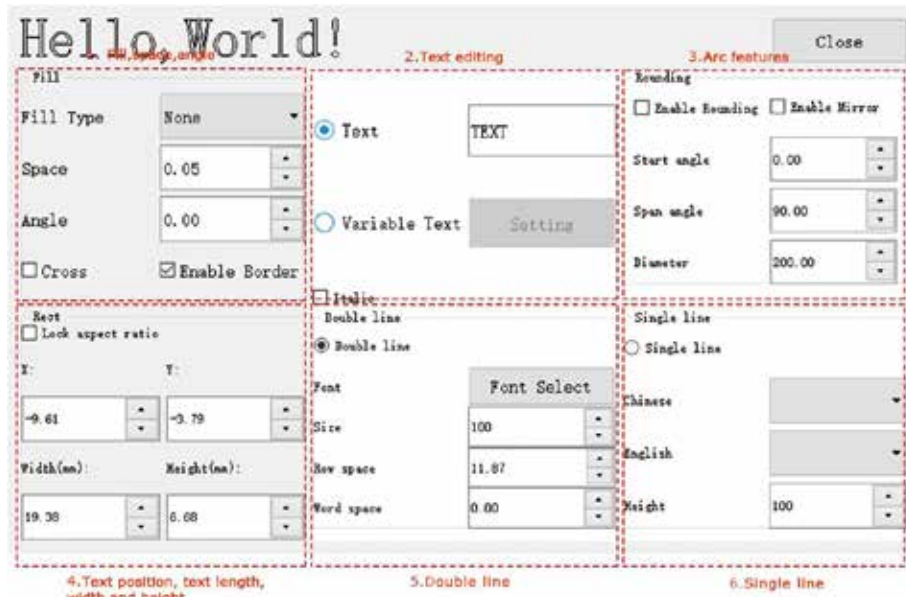 Hello, World!
Close
Fill,space,angle
2.Text editing
3.Arc features
Fill
Fill Type
None
Space
0.05
Angle
0.00
Cross
Enable Border
Text
TEXT
Variable Text
Setting
Italic
Rounding
Enable Rounding
Enable Mirror
Start angle
0.00
Span angle
90.00
Diameter
200.00
Rect
Lock aspect ratio
X:
Y:
-9.61
-3.79
Width(mm):
Height(mm):
19.38
6.68
Double line
Double line
Font
Font Select
Size
100
Row space
11.87
Word space
0.00
Single line
Single line
Chinese
English
Height
100
4.Text position, text length,
width and height
5.Double line
6.Single line